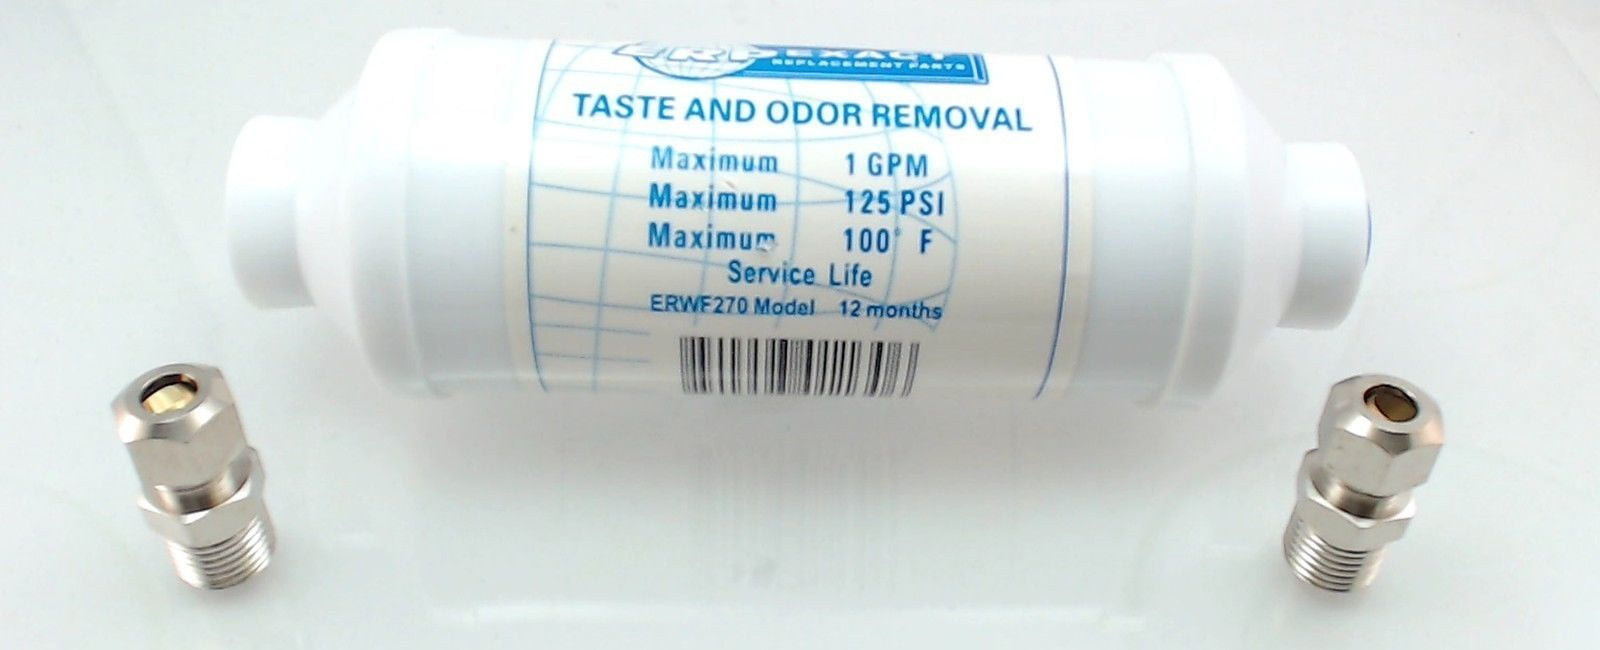 ERP EXACT
REPLACEMENT PARTS
TASTE AND ODOR REMOVAL
Maximum 1 GPM
Maximum 125 PSI
Maximum 100° F
Service Life
ERWF270 Model 12 months